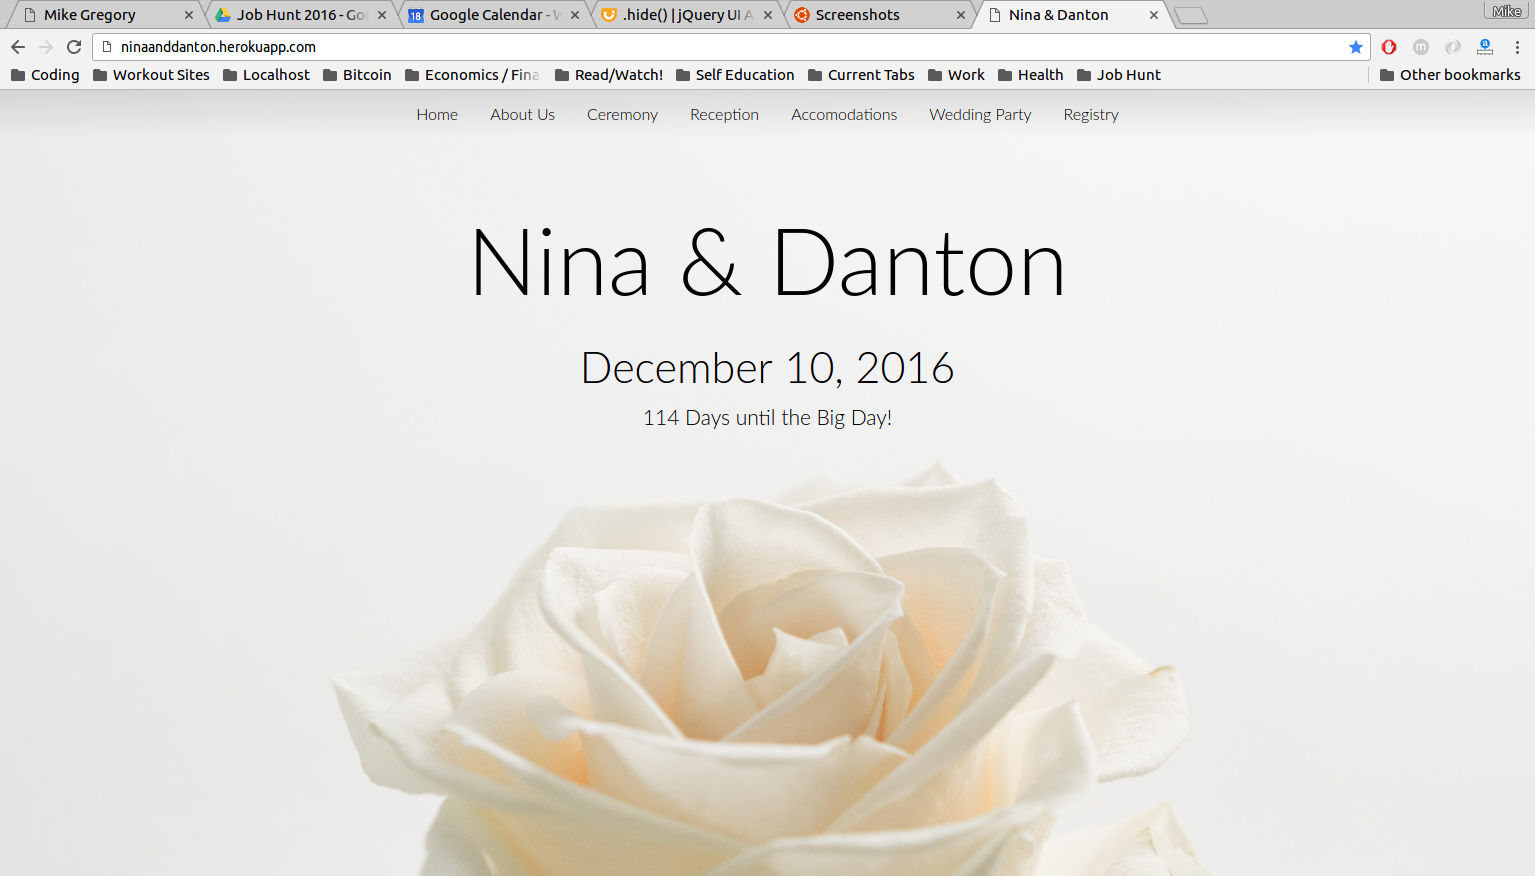 Mike Gregory Job Hunt 2016 - Go Google Calendar - W .hide() | jQuery UI A Screenshots Nina & Danton Mike
ninaanddanton.herokuapp.com
Coding Workout Sites Localhost Bitcoin Economics / Fina Read/Watch! Self Education Current Tabs Work Health Job Hunt Other bookmarks
Home About Us Ceremony Reception Accomodations Wedding Party Registry
Nina & Danton
December 10, 2016
114 Days until the Big Day!